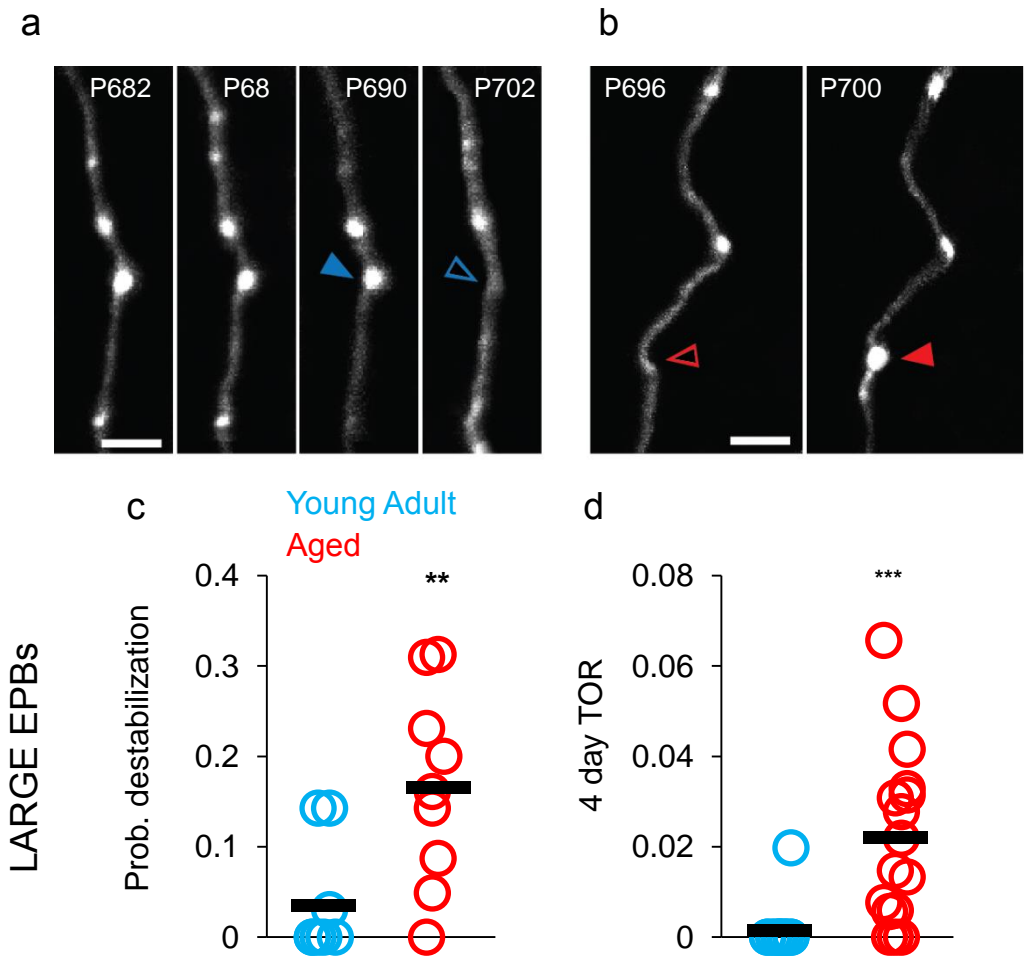 a
b
P682
P68
P690
P702
P696
P700
c
Young Adult
Aged
d
LARGE EPBs
Prob. destabilization
0.4
0.3
0.2
0.1
0
**
4 day TOR
0.08
0.06
0.04
0.02
0
***